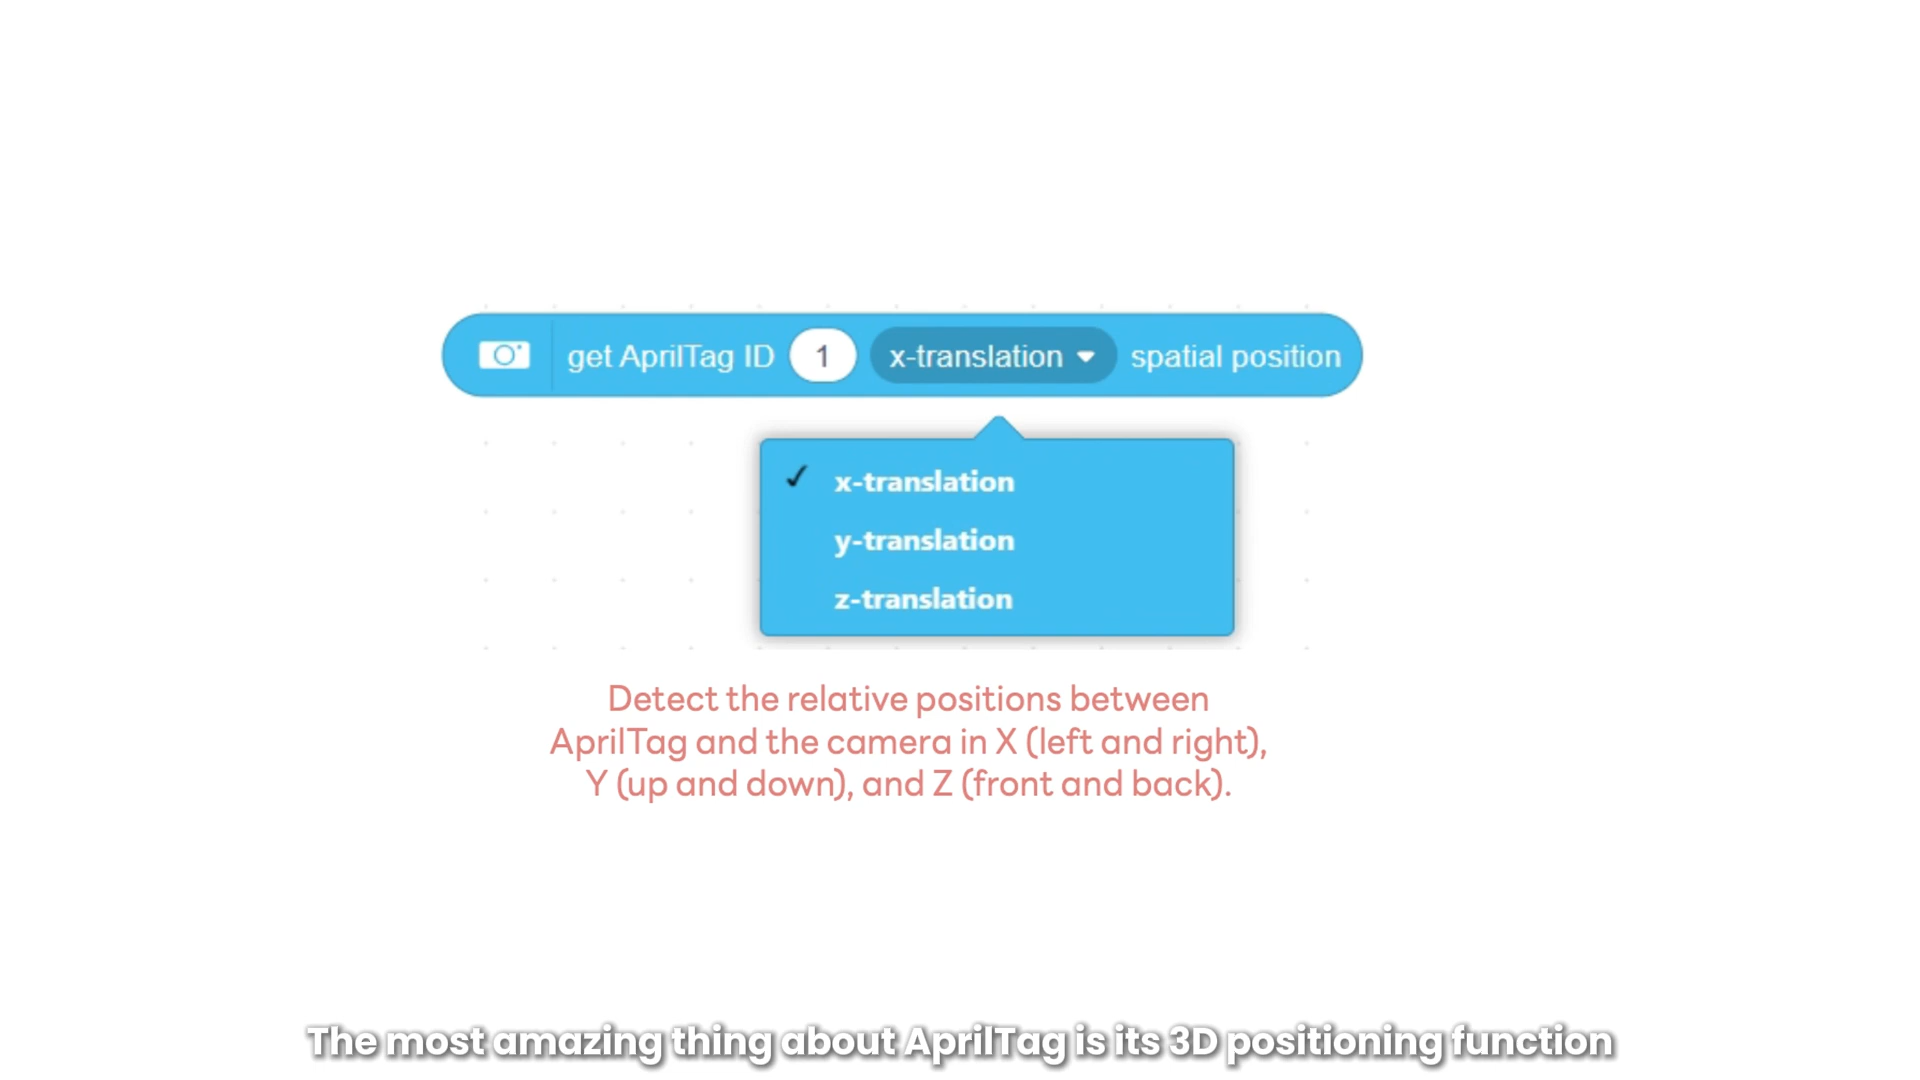 get AprilTag ID 1 x-translation spatial position
✓ x-translation
y-translation
z-translation
Detect the relative positions between
AprilTag and the camera in X (left and right),
Y (up and down), and Z (front and back).
The most amazing thing about AprilTag is its 3D positioning function